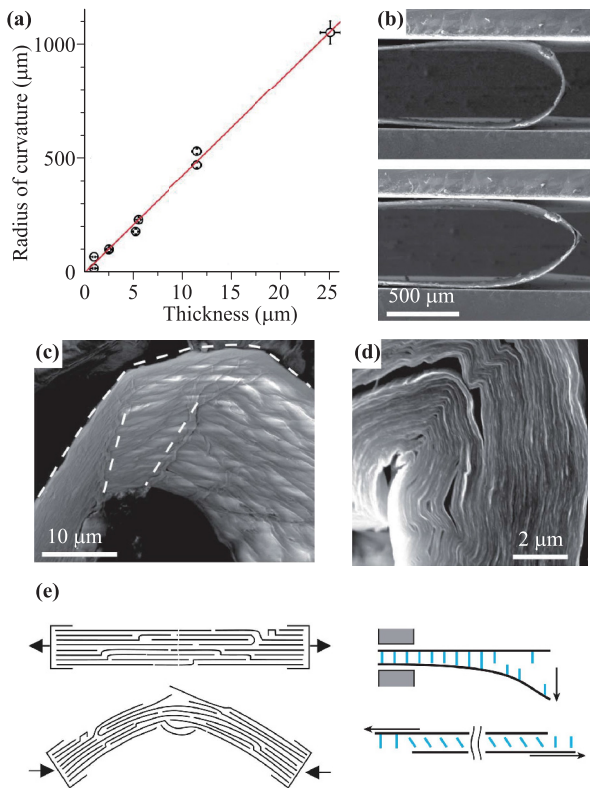 (a)
1000
500
0
0
5
10
15
20
25
Radius of curvature (μm)
Thickness (μm)
(b)
500 μm
(c)
10 μm
(d)
2 μm
(e)